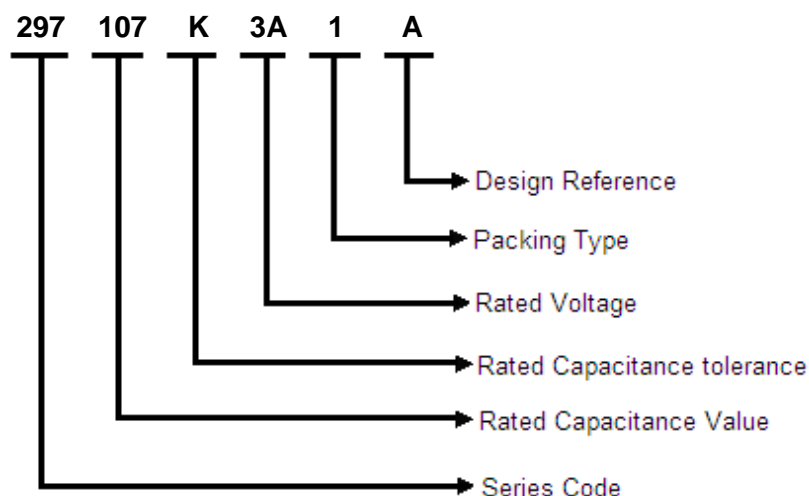 297 107 K 3A 1 A
Design Reference
Packing Type
Rated Voltage
Rated Capacitance tolerance
Rated Capacitance Value
Series Code